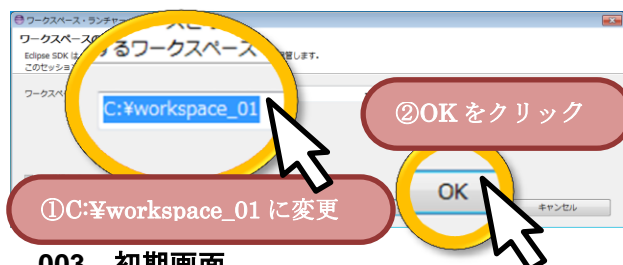 ワークスペース・ランチャー
ワークスペースの
Eclipse SDK は
するワークスペース
管します。
このセッション
ワークスペ
C:¥workspace_01
②OK をクリック
①C:¥workspace_01 に変更
OK
キャンセル
003 初期画面